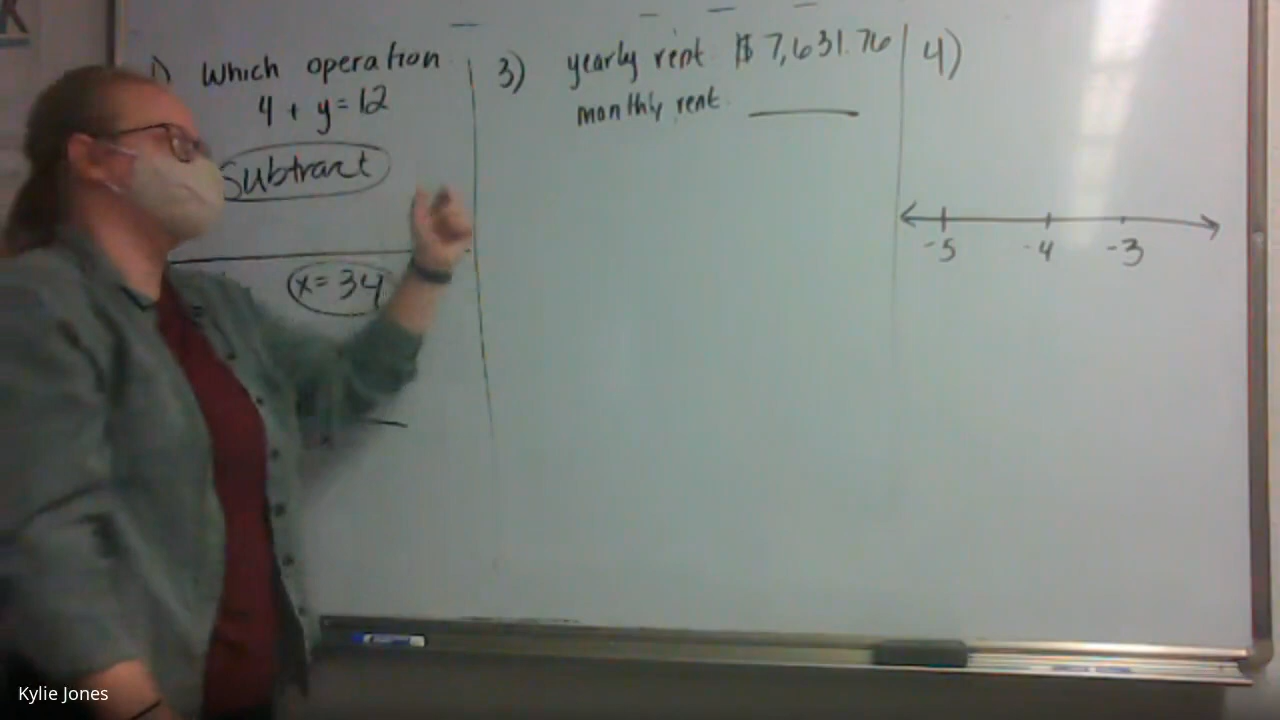 1) Which operation
4 + y = 12
Subtract
x = 34
3) yearly rent $7,631.76
monthly rent
4)
-5 -4 -3
Kylie Jones